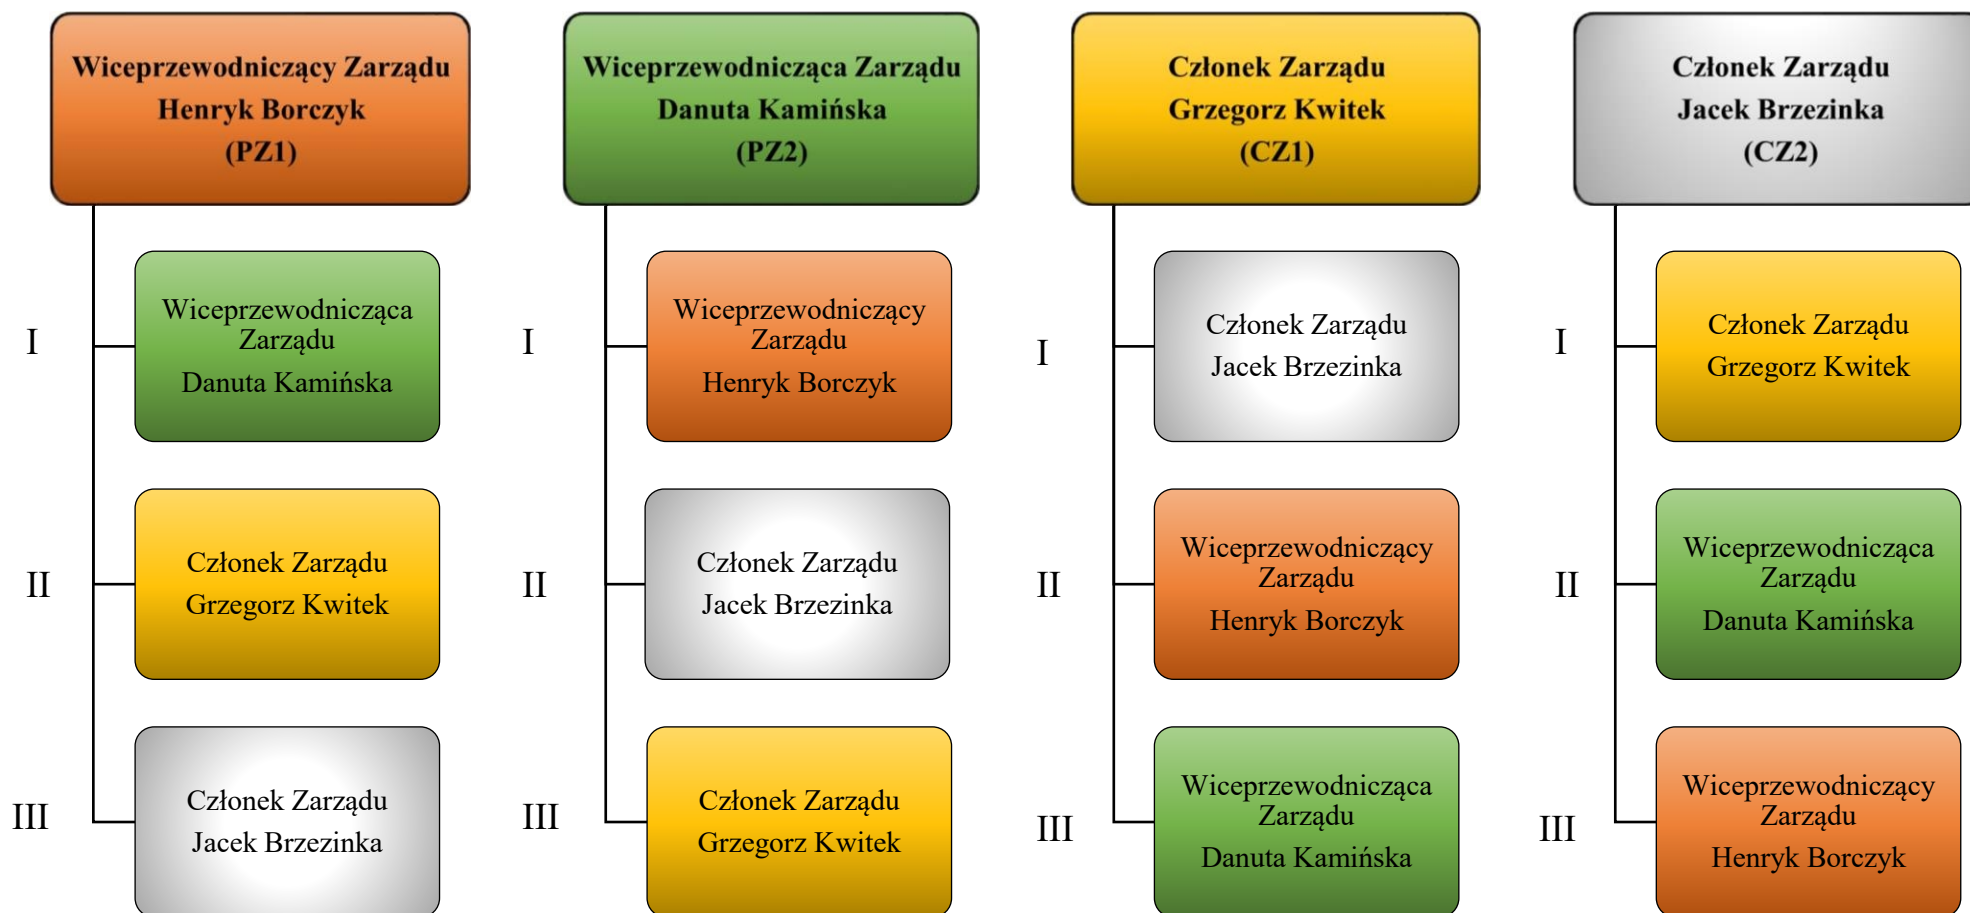 Wiceprzewodniczący Zarządu
Henryk Borczyk
(PZ1)
I
Wiceprzewodnicząca
Zarządu
Danuta Kamińska
II
Członek Zarządu
Grzegorz Kwitek
III
Członek Zarządu
Jacek Brzezinka
Wiceprzewodnicząca Zarządu
Danuta Kamińska
(PZ2)
I
Wiceprzewodniczący
Zarządu
Henryk Borczyk
II
Członek Zarządu
Jacek Brzezinka
III
Członek Zarządu
Grzegorz Kwitek
Członek Zarządu
Grzegorz Kwitek
(CZ1)
I
Członek Zarządu
Jacek Brzezinka
II
Wiceprzewodniczący
Zarządu
Henryk Borczyk
III
Wiceprzewodnicząca
Zarządu
Danuta Kamińska
Członek Zarządu
Jacek Brzezinka
(CZ2)
I
Członek Zarządu
Grzegorz Kwitek
II
Wiceprzewodnicząca
Zarządu
Danuta Kamińska
III
Wiceprzewodniczący
Zarządu
Henryk Borczyk